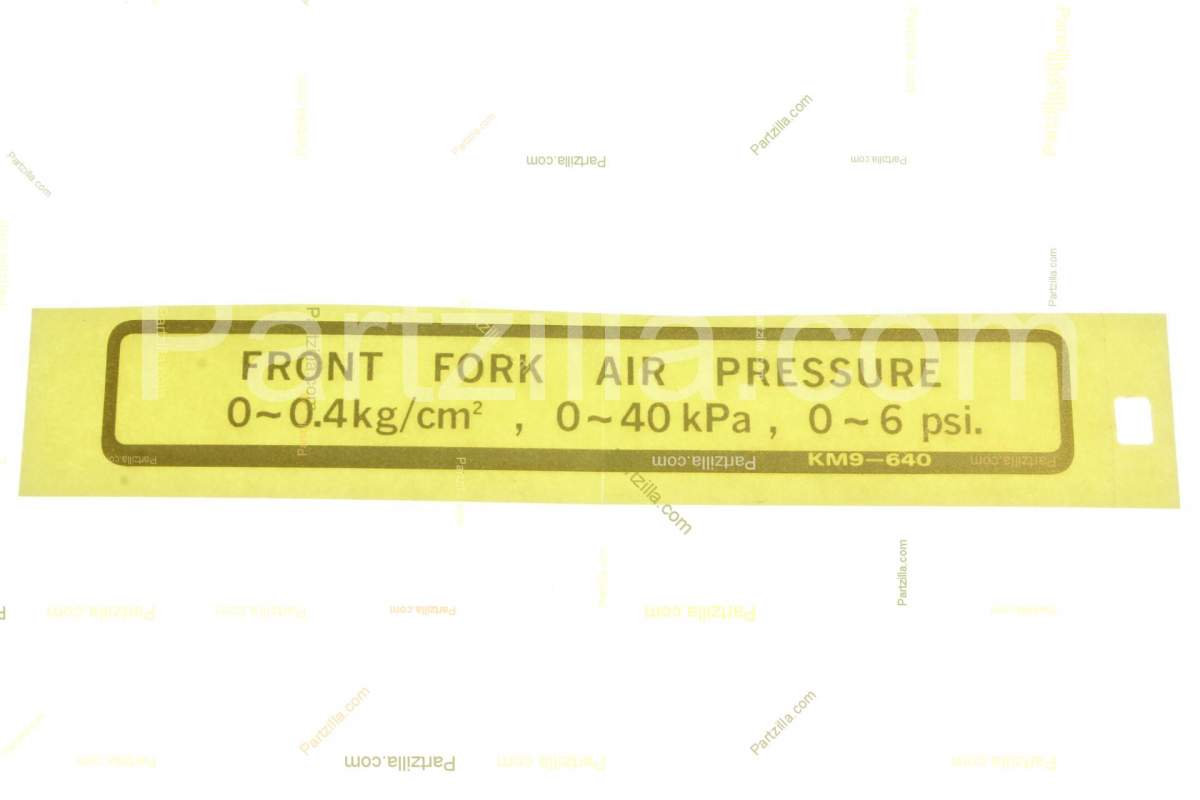 Partzilla.com
FRONT FORK AIR PRESSURE
0~0.4kg/cm² , 0~40 kPa , 0~6 psi.
KM9-640